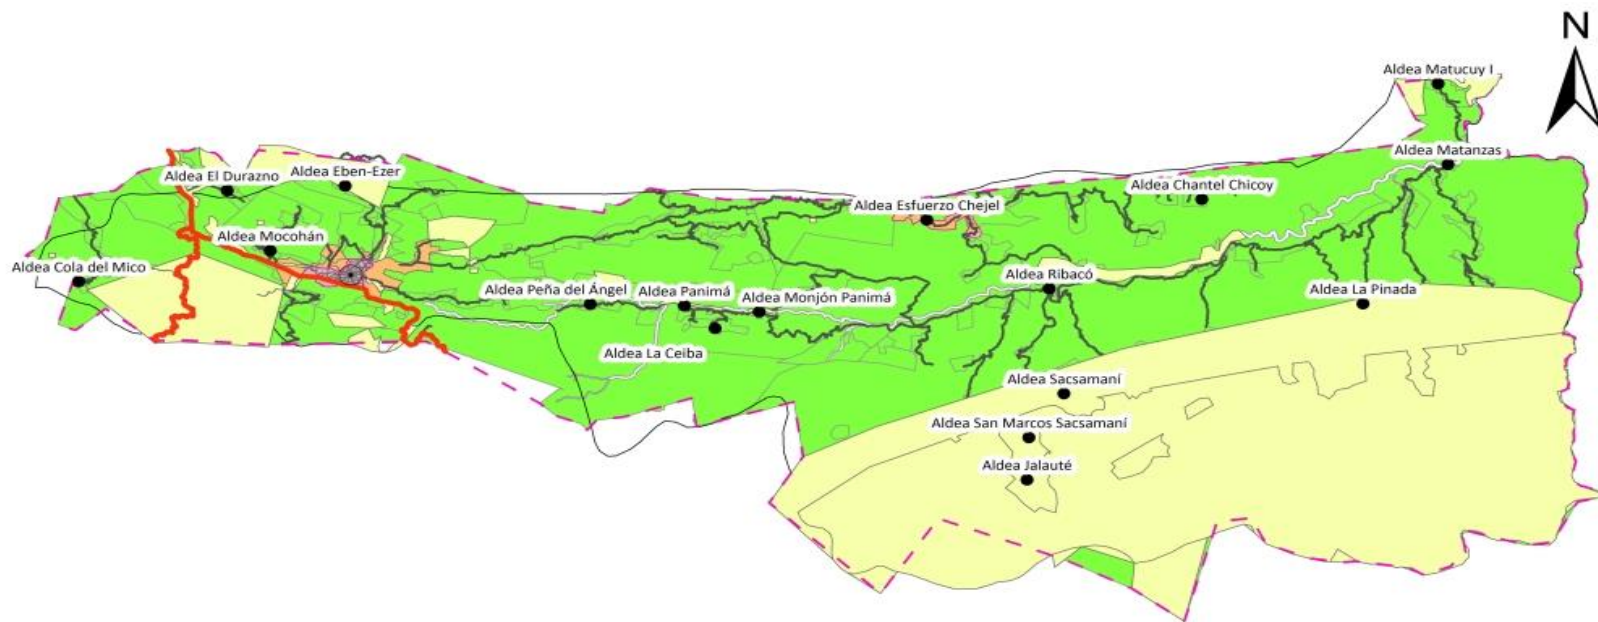 N
Aldea Matucuy I
Aldea Matanzas
Aldea El Durazno
Aldea Eben-Ezer
Aldea Chantel Chicoy
Aldea Esfuerzo Chejel
Aldea Mocohán
Aldea Cola del Mico
Aldea Ribacó
Aldea Peña del Ángel
Aldea Panimá
Aldea Monjón Panimá
Aldea La Pinada
Aldea La Ceiba
Aldea Sacsamaní
Aldea San Marcos Sacsamaní
Aldea Jalauté